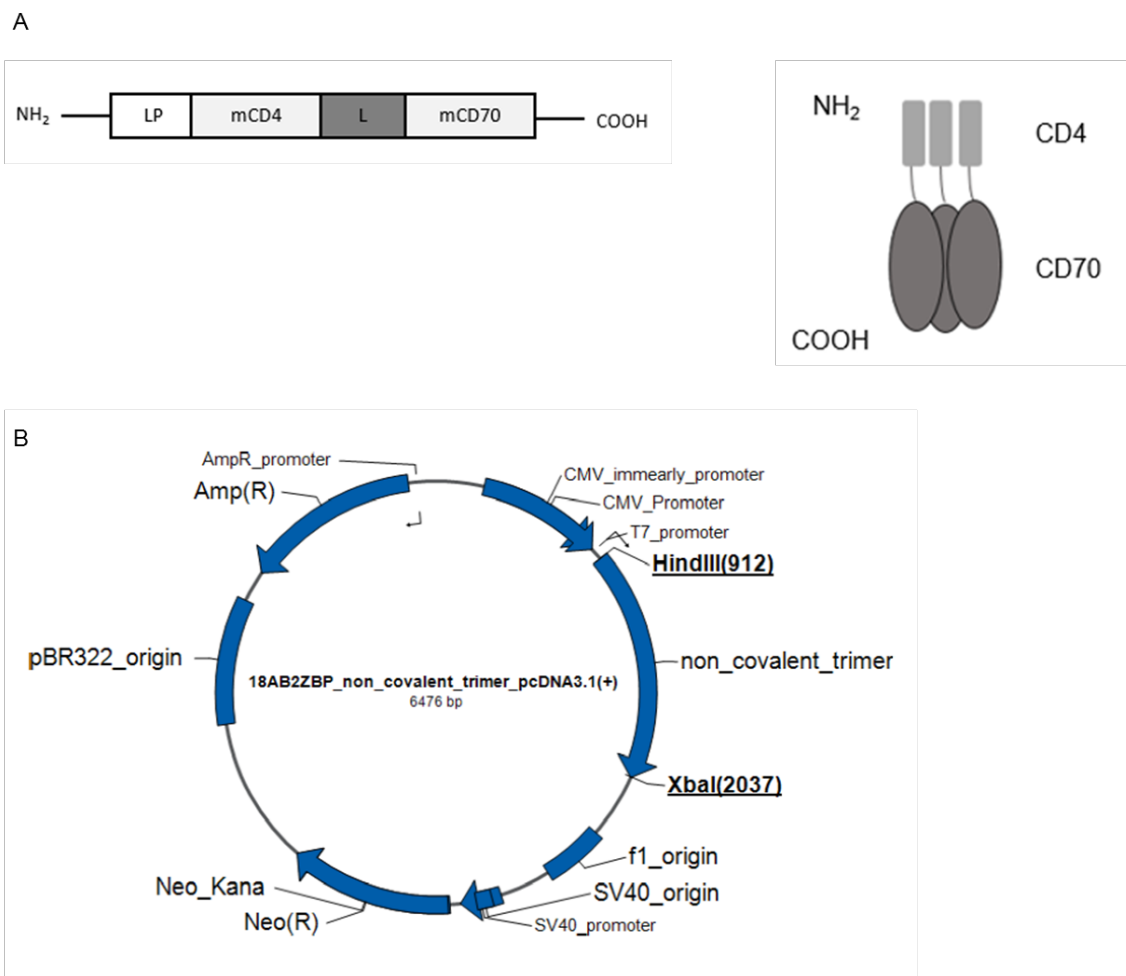 A
NH2
LP
mCD4
L
mCD70
COOH
NH2
CD4
CD70
COOH
B
AmpR_promoter
Amp(R)
CMV_immearly_promoter
CMV_Promoter
T7_promoter
HindIII(912)
pBR322_origin
non_covalent_trimer
18AB2ZBP_non_covalent_trimer_pcDNA3.1(+)
6476 bp
XbaI(2037)
f1_origin
Neo_Kana
SV40_origin
Neo(R)
SV40_promoter